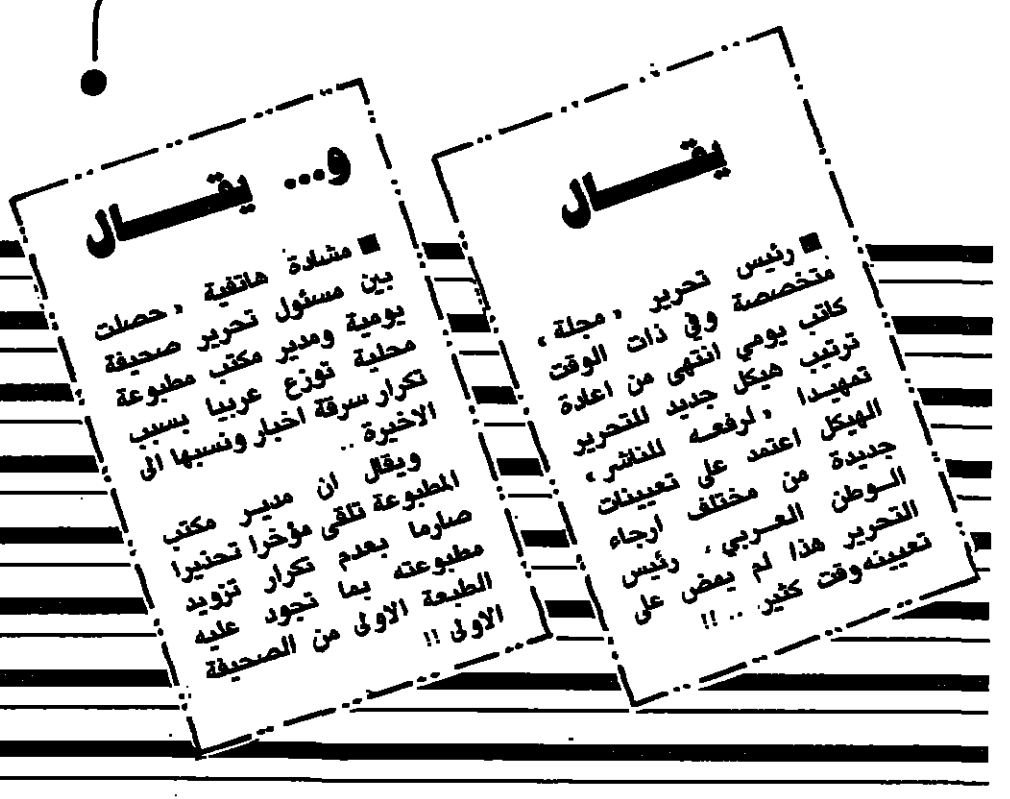 يقـــال
■ رئيس تحرير «مجلة»
متخصصة وفي ذات الوقت
كاتب يومي انتهى من اعادة
ترتيب هيكل جديد للتحرير
تمهيدا «لرفعه للناشر»
الهيكل اعتمد على تعيينات
جديدة من مختلف ارجاء
الـوطن العـربي، رئيس
التحرير هذا لم يمض على
تعيينه وقت كثير .. !!
و... يقـــال
■ مشادة هاتفية «حصلت
بين مسئول تحرير صحيفة
يومية ومدير مكتب مطبوعة
محلية توزع عربيا بسبب
تكرار سرقة اخبار ونسبها الى
الاخيرة ..
ويقال ان مديـر مكتب
المطبوعة تلقى مؤخرا تحذيرا
صارما بعدم تكرار تزويد
مطبوعته بما تجود عليه
الطبعة الاولى من الصحيفة
الاولى !!